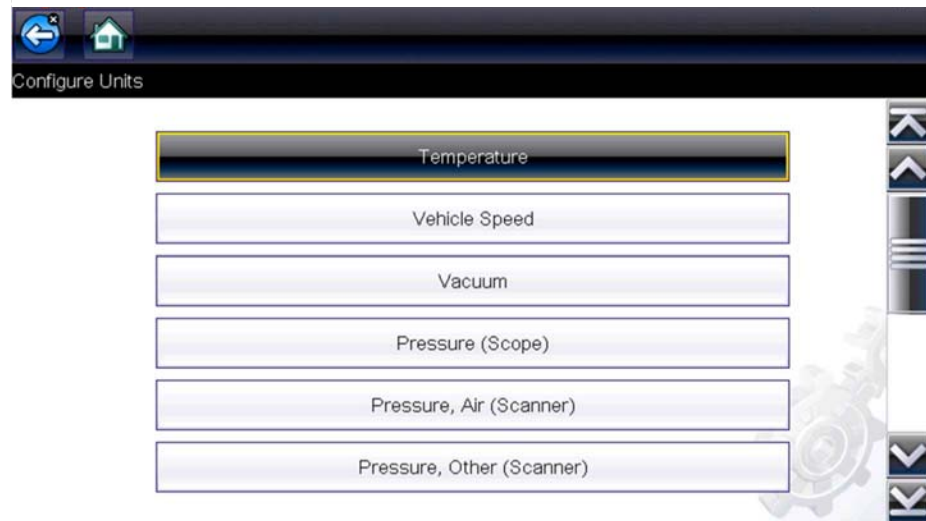 Configure Units
Temperature
Vehicle Speed
Vacuum
Pressure (Scope)
Pressure, Air (Scanner)
Pressure, Other (Scanner)